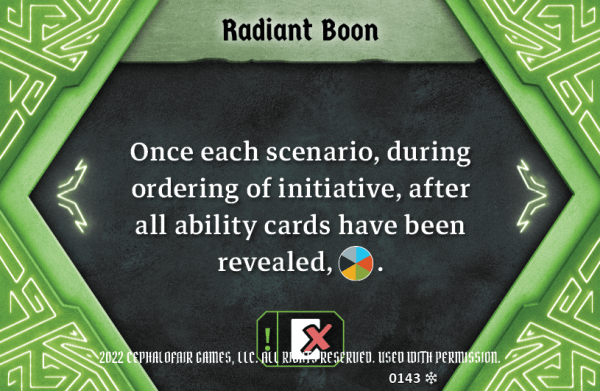 Radiant Boon
Once each scenario, during
ordering of initiative, after
all ability cards have been
revealed, .
!
2022 CEPHALOFAIR GAMES, LLC. ALL RIGHTS RESERVED. USED WITH PERMISSION.
0143